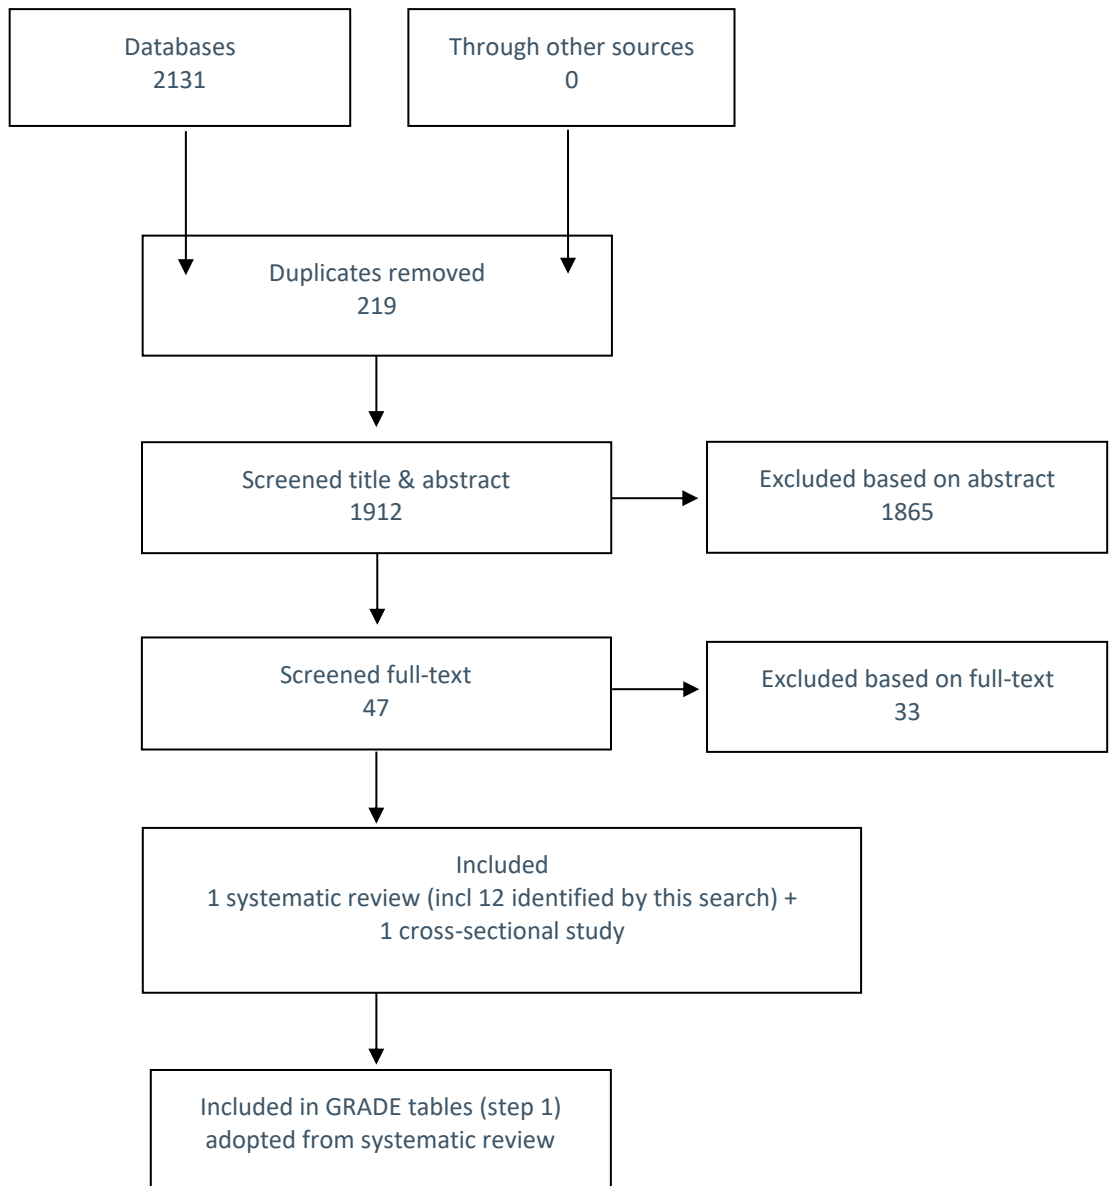 Databases
2131
Through other sources
0
Duplicates removed
219
Screened title & abstract
1912
Excluded based on abstract
1865
Screened full-text
47
Excluded based on full-text
33
Included
1 systematic review (incl 12 identified by this search) +
1 cross-sectional study
Included in GRADE tables (step 1)
adopted from systematic review